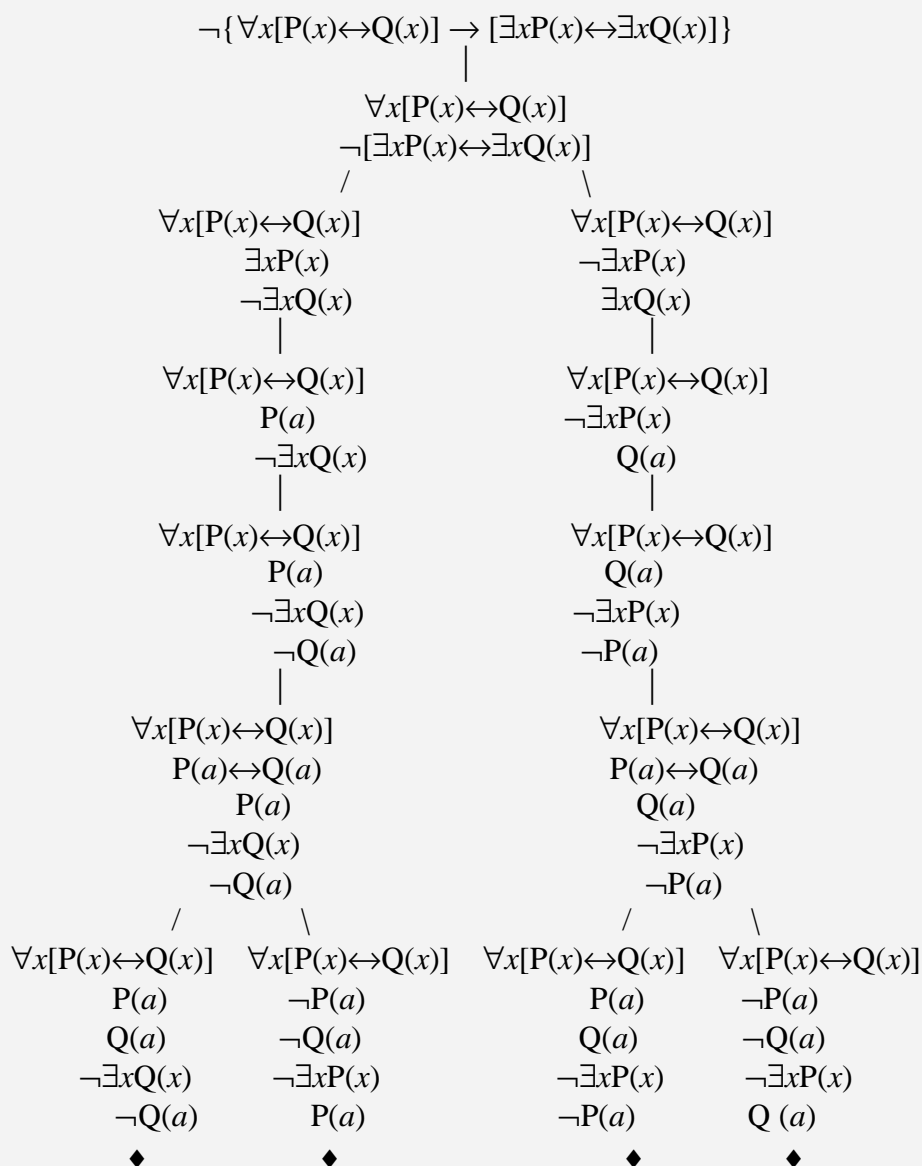 ¬{∀x[P(x)↔Q(x)] → [∃xP(x)↔∃xQ(x)]}
|
∀x[P(x)↔Q(x)]
¬[∃xP(x)↔∃xQ(x)]
/ \
∀x[P(x)↔Q(x)] ∀x[P(x)↔Q(x)]
∃xP(x) ¬∃xP(x)
¬∃xQ(x) ∃xQ(x)
| |
∀x[P(x)↔Q(x)] ∀x[P(x)↔Q(x)]
P(a) ¬∃xP(x)
¬∃xQ(x) Q(a)
| |
∀x[P(x)↔Q(x)] ∀x[P(x)↔Q(x)]
P(a) Q(a)
¬∃xQ(x) ¬∃xP(x)
¬Q(a) ¬P(a)
| |
∀x[P(x)↔Q(x)] ∀x[P(x)↔Q(x)]
P(a)↔Q(a) P(a)↔Q(a)
P(a) Q(a)
¬∃xQ(x) ¬∃xP(x)
¬Q(a) ¬P(a)
/ \ / \
∀x[P(x)↔Q(x)] ∀x[P(x)↔Q(x)] ∀x[P(x)↔Q(x)] ∀x[P(x)↔Q(x)]
P(a) ¬P(a) P(a) ¬P(a)
Q(a) ¬Q(a) Q(a) ¬Q(a)
¬∃xQ(x) ¬∃xP(x) ¬∃xP(x) ¬∃xP(x)
¬Q(a) P(a) ¬P(a) Q (a)
♦ ♦ ♦ ♦